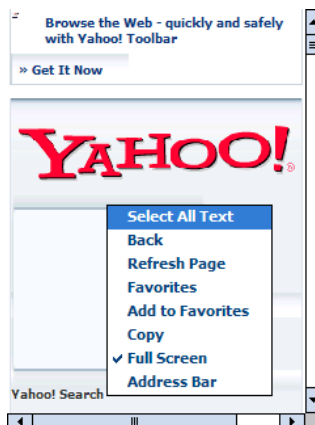 Browse the Web - quickly and safely
with Yahoo! Toolbar
» Get It Now
YAHOO!®
Select All Text
Back
Refresh Page
Favorites
Add to Favorites
Copy
✓ Full Screen
Address Bar
Yahoo! Search